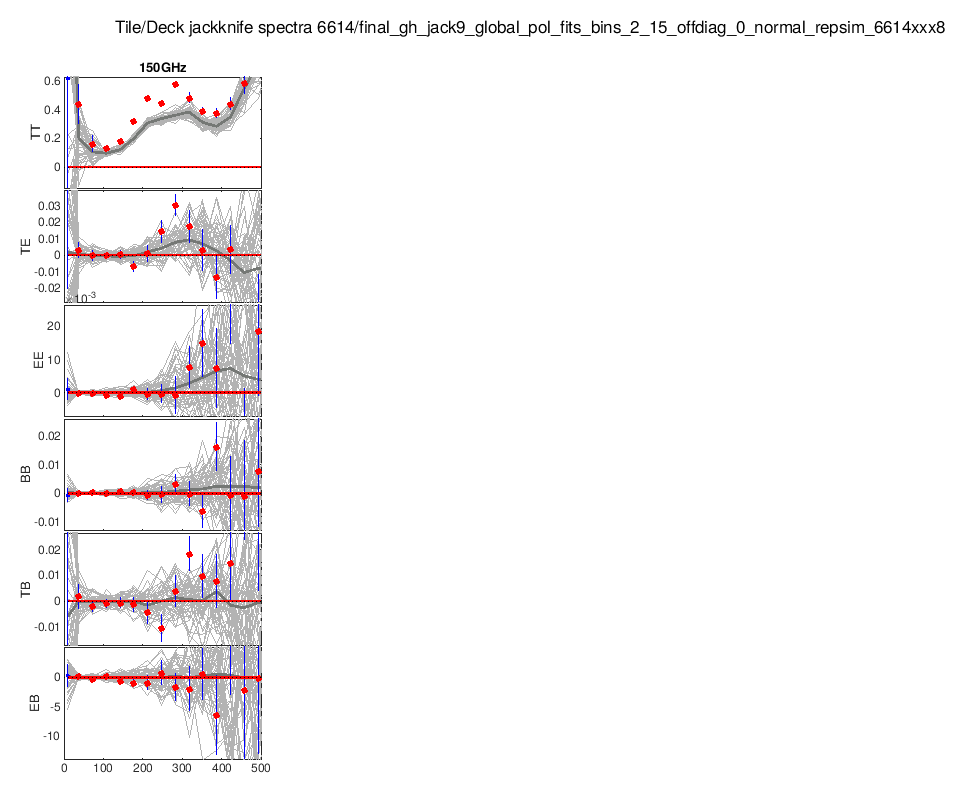 Tile/Deck jackknife spectra 6614/final_gh_jack9_global_pol_fits_bins_2_15_offdiag_0_normal_repsim_6614xxx8
150GHz
0.6
0.4
0.2
0
TT
0.03
0.02
0.01
0
-0.01
-0.02
TE
10-3
20
10
0
EE
0.02
0.01
0
-0.01
BB
0.02
0.01
0
-0.01
TB
0
-5
-10
EB
0 100 200 300 400 500